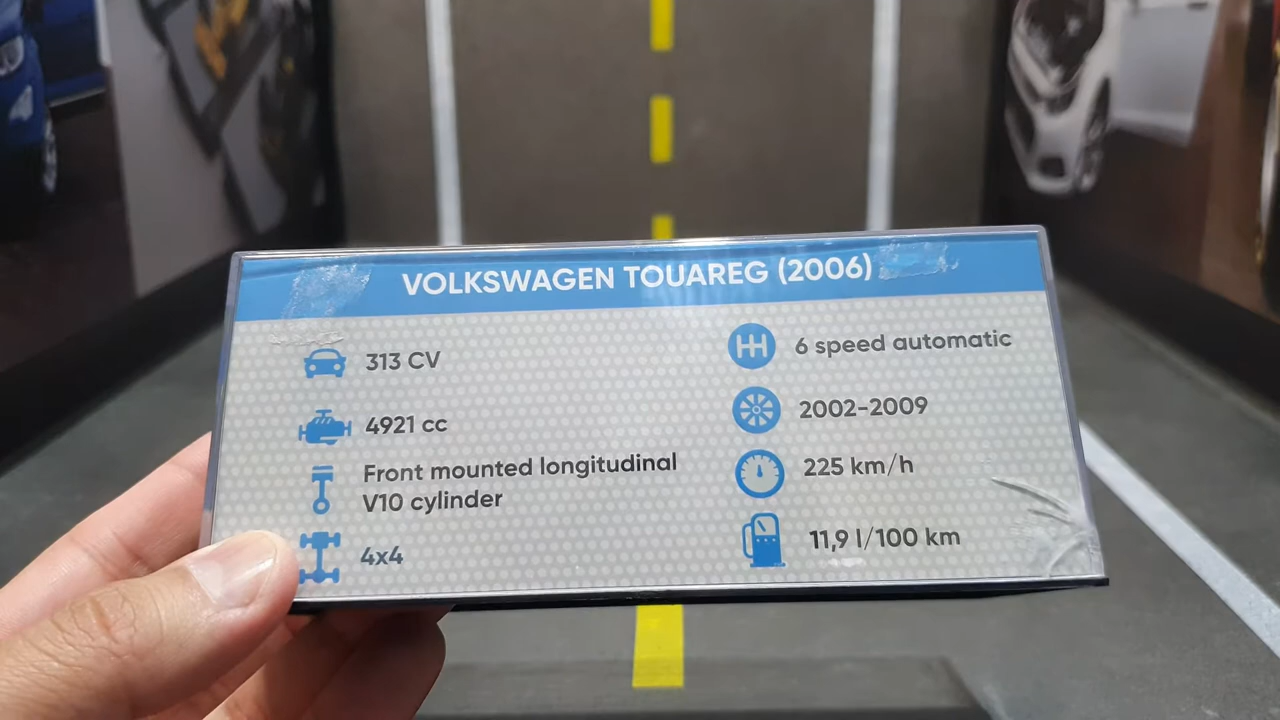 VOLKSWAGEN TOUAREG (2006)
313 CV
4921 cc
Front mounted longitudinal
V10 cylinder
4x4
6 speed automatic
2002-2009
225 km/h
11,9 l/100 km